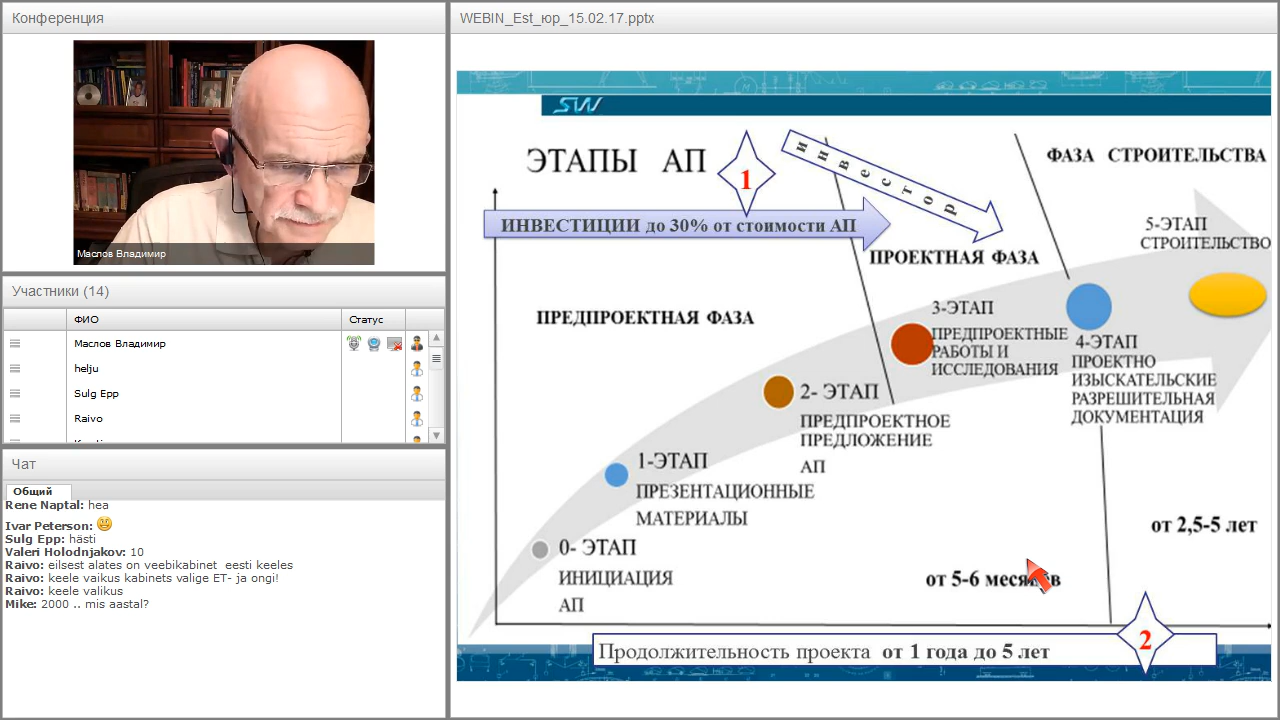 Конференция
Маслов Владимир
Участники (14)
ФИО
Статус
Маслов Владимир
helju
Sulg Epp
Raivo
Чат
Общий
Rene Naptal: hea
Ivar Peterson:
Sulg Epp: hästi
Valeri Holodnjakov: 10
Raivo: eilsest alates on veebikabinet eesti keeles
Raivo: keele vaikus kabinets valige ET- ja ongi!
Raivo: keele valikus
Mike: 2000 .. mis aastal?
WEBIN_Est_юр_15.02.17.pptx
SW
ЭТАПЫ АП
1
инвестор
ФАЗА СТРОИТЕЛЬСТВА
ИНВЕСТИЦИИ до 30% от стоимости АП
5-ЭТАП
СТРОИТЕЛЬСТВО
ПРОЕКТНАЯ ФАЗА
ПРЕДПРОЕКТНАЯ ФАЗА
3-ЭТАП
ПРЕДПРОЕКТНЫЕ
РАБОТЫ И
ИССЛЕДОВАНИЯ
4-ЭТАП
ПРОЕКТНО
ИЗЫСКАТЕЛЬСКИЕ
РАЗРЕШИТЕЛЬНАЯ
ДОКУМЕНТАЦИЯ
2- ЭТАП
ПРЕДПРОЕКТНОЕ
ПРЕДЛОЖЕНИЕ
АП
1-ЭТАП
ПРЕЗЕНТАЦИОННЫЕ
МАТЕРИАЛЫ
0- ЭТАП
ИНИЦИАЦИЯ
АП
от 2,5-5 лет
от 5-6 месяцев
Продолжительность проекта от 1 года до 5 лет
2